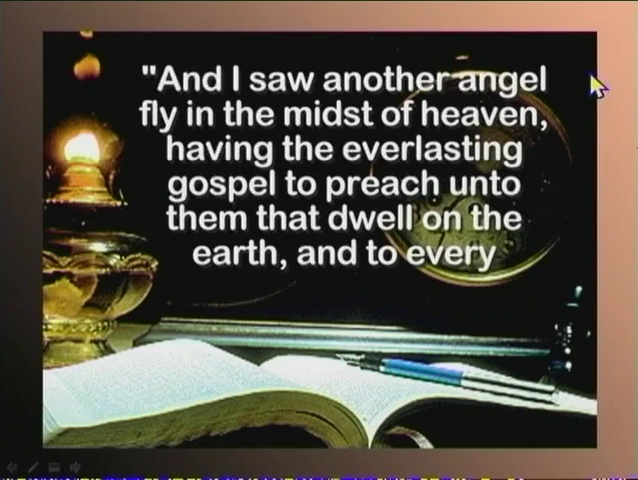 "And I saw another angel
fly in the midst of heaven,
having the everlasting
gospel to preach unto
them that dwell on the
earth, and to every